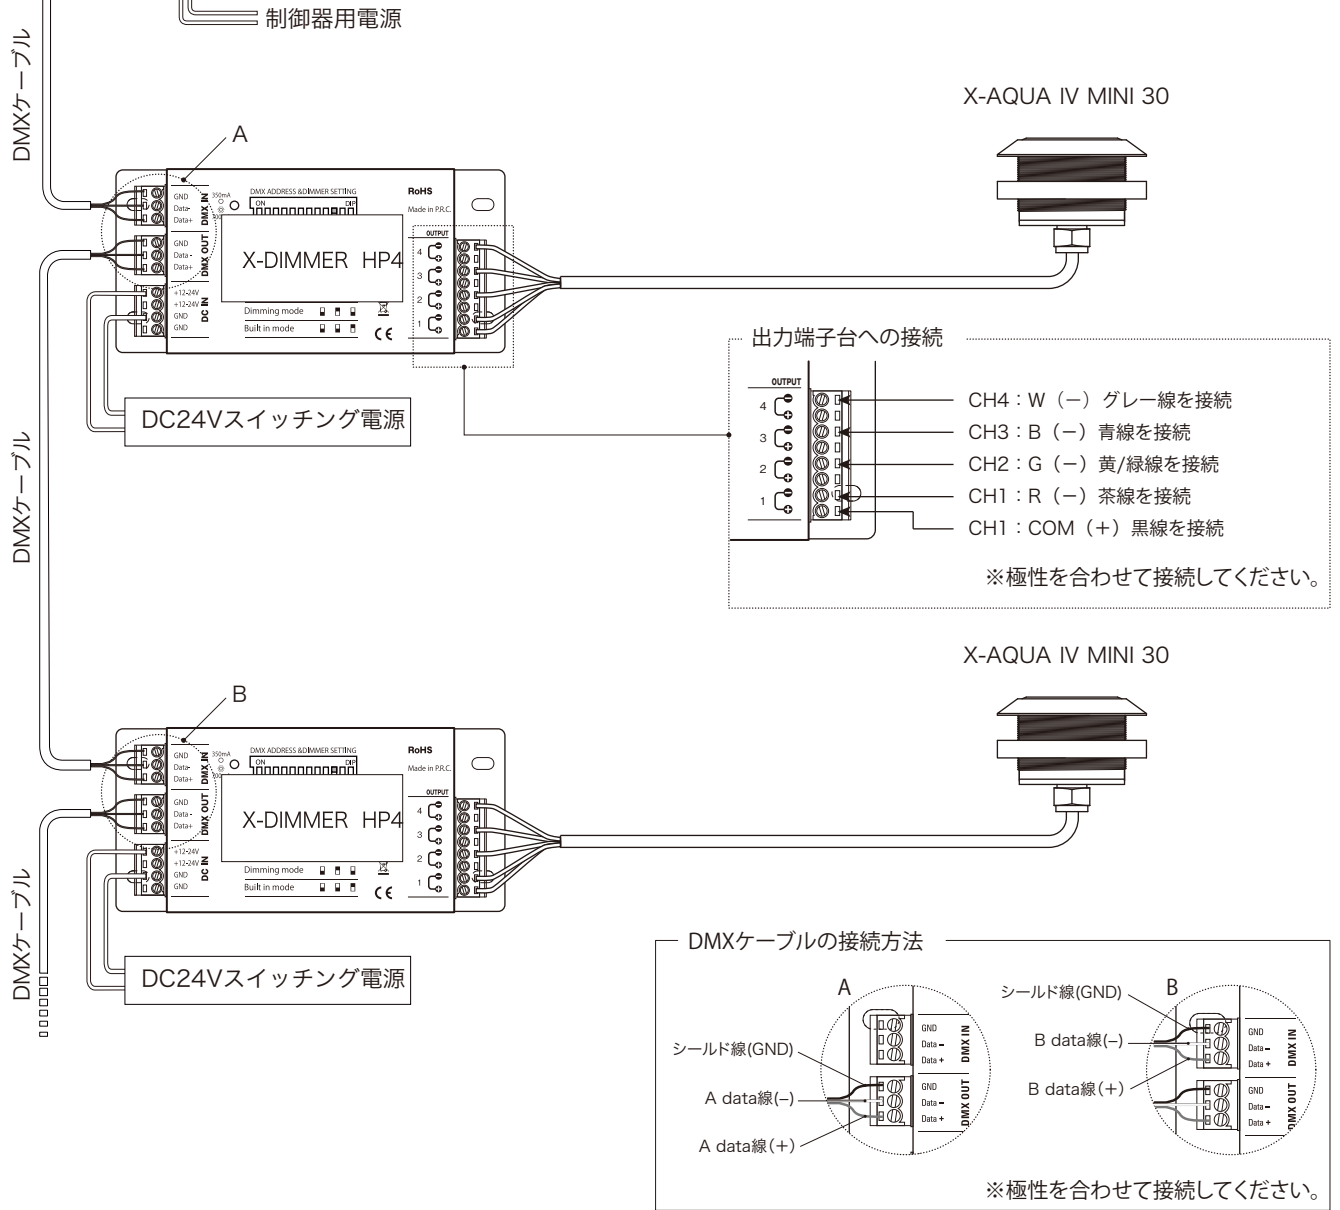 制御器用電源
DMXケーブル
X-AQUA IV MINI 30
A
GND
Data-
Data+
DMX IN
GND
Data -
Data+
DMX OUT
+12-24V
+12-24V
GND
GND
DC IN
350mA
DMX ADDRESS &DIMMER SETTING
ON
DIP
RoHS
Made in P.R.C.
X-DIMMER HP4
OUTPUT
4
3
2
1
Dimming mode
Built in mode
CE
DC24Vスイッチング電源
出力端子台への接続
OUTPUT
4
3
2
1
CH4：W（−）グレー線を接続
CH3：B（−）青線を接続
CH2：G（−）黄/緑線を接続
CH1：R（−）茶線を接続
CH1：COM（+）黒線を接続
※極性を合わせて接続してください。
DMXケーブル
X-AQUA IV MINI 30
B
GND
Data-
Data+
DMX IN
GND
Data -
Data+
DMX OUT
+12-24V
+12-24V
GND
GND
DC IN
350mA
DMX ADDRESS &DIMMER SETTING
ON
DIP
RoHS
Made in P.R.C.
X-DIMMER HP4
OUTPUT
4
3
2
1
Dimming mode
Built in mode
CE
DMXケーブル
DC24Vスイッチング電源
DMXケーブルの接続方法
A
GND
Data −
Data +
DMX IN
GND
Data −
Data +
DMX OUT
シールド線(GND)
A data線(−)
A data線(+)
B
シールド線(GND)
B data線(−)
B data線(+)
GND
Data −
Data +
DMX IN
GND
Data −
Data +
DMX OUT
※極性を合わせて接続してください。